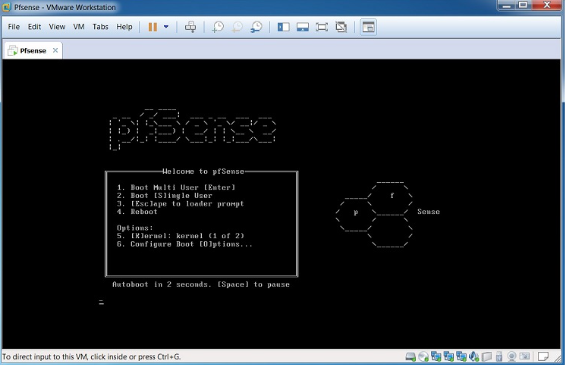 Pfsense - VMware Workstation
File Edit View VM Tabs Help
Pfsense
Welcome to pfSense
1. Boot Multi User [Enter]
2. Boot [S]ingle User
3. [Esc]ape to loader prompt
4. Reboot
Options:
5. [K]ernel: kernel (1 of 2)
6. Configure Boot [O]ptions...
f
p Sense
Autoboot in 2 seconds. [Space] to pause
To direct input to this VM, click inside or press Ctrl+G.